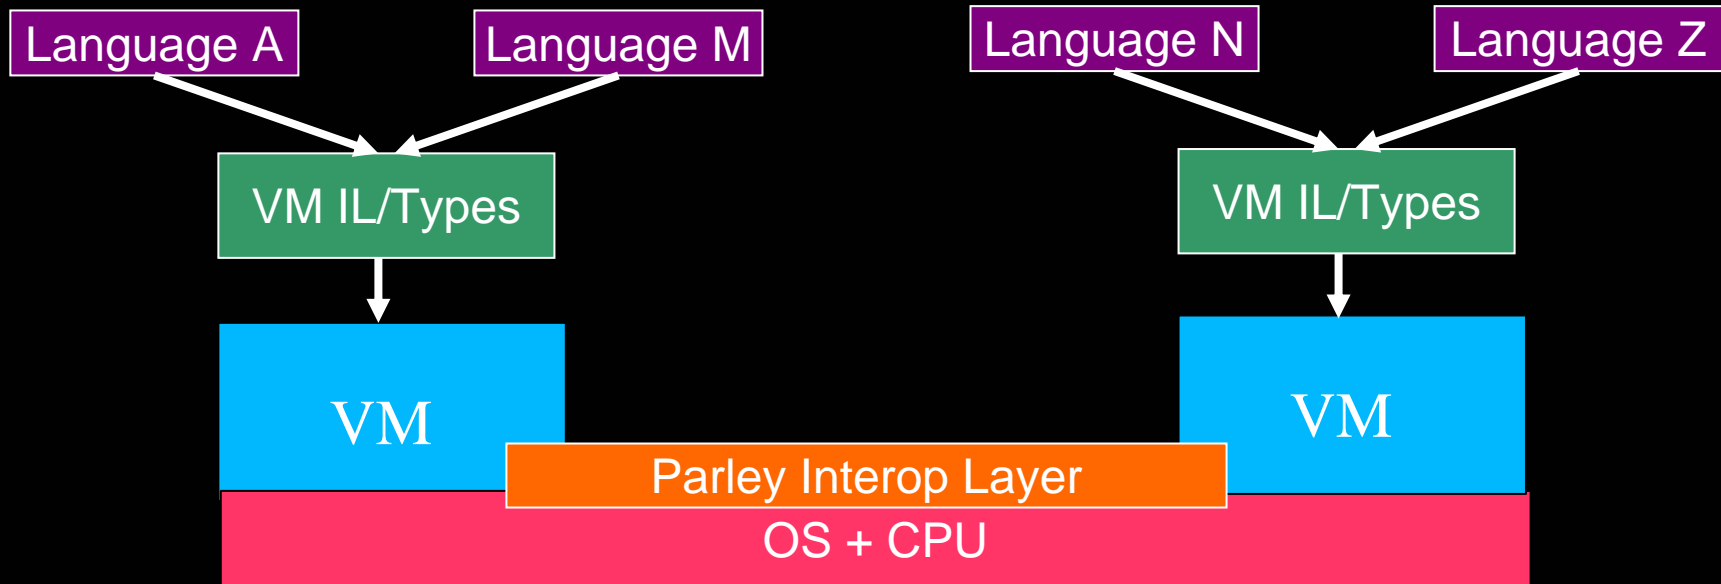 Language A
Language M
Language N
Language Z
VM IL/Types
VM IL/Types
VM
VM
Parley Interop Layer
OS + CPU